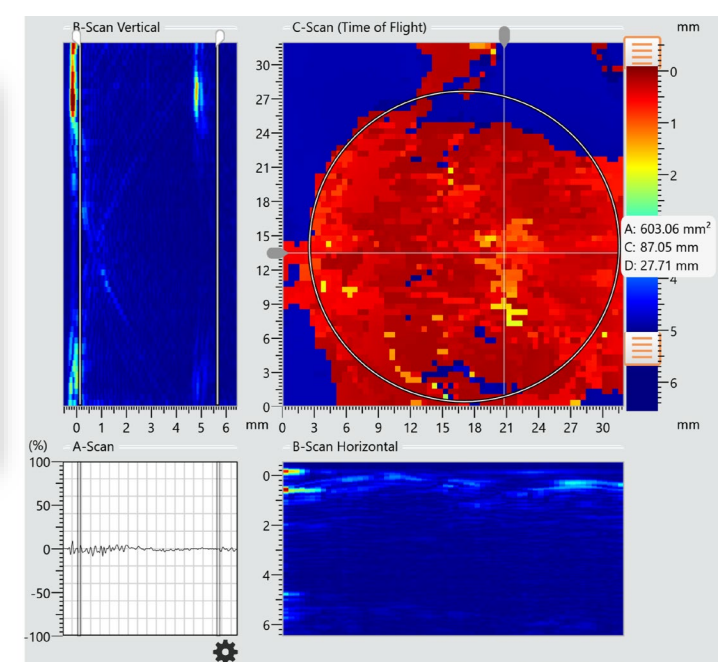 B-Scan Vertical
0 1 2 3 4 5 6 mm
C-Scan (Time of Flight)
30
27
24
21
18
15
12
9
6
3
0
0 3 6 9 12 15 18 21 24 27 30 mm
mm
0
1
2
A: 603.06 mm²
C: 87.05 mm
D: 27.71 mm
4
5
6
(%) A-Scan
100
50
0
-50
-100
B-Scan Horizontal
0
2
4
6